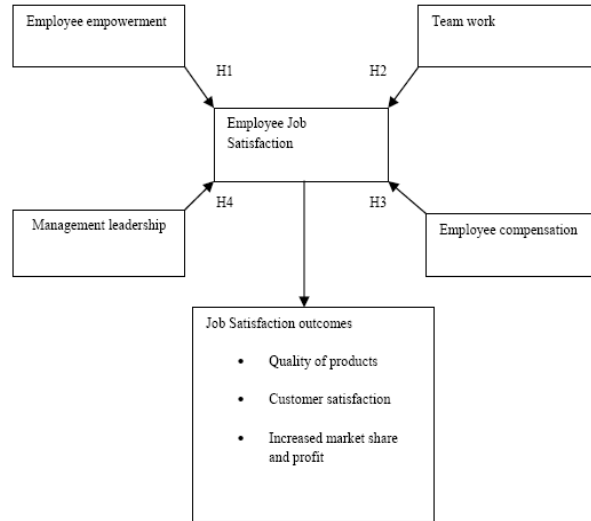 Employee empowerment
Team work
H1
H2
Employee Job
Satisfaction
H4
H3
Management leadership
Employee compensation
Job Satisfaction outcomes
• Quality of products
• Customer satisfaction
• Increased market share
and profit